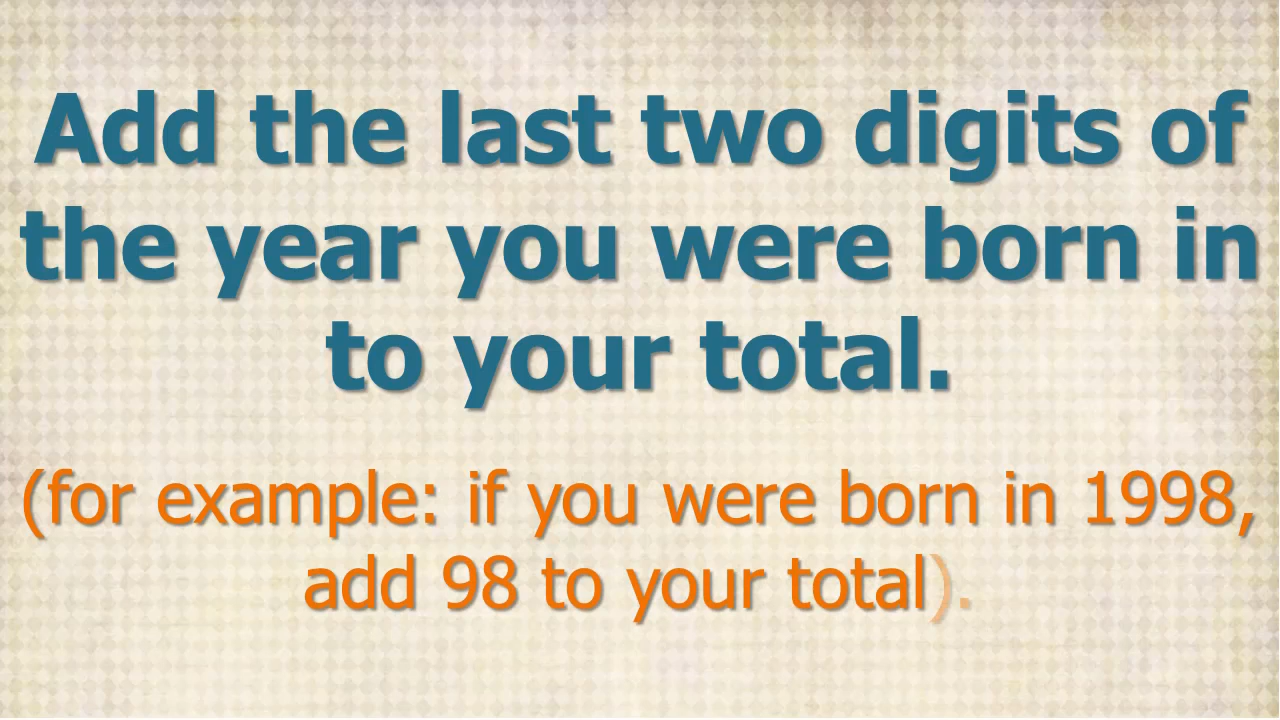 Add the last two digits of
the year you were born in
to your total.
(for example: if you were born in 1998,
add 98 to your total).